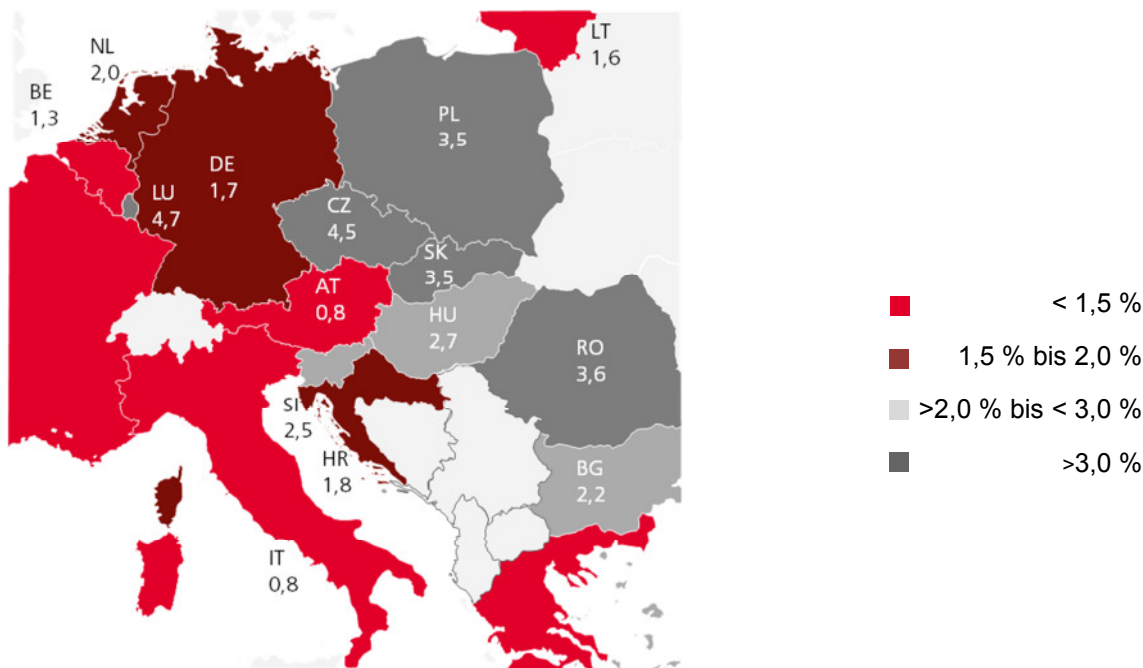 LT
1,6
NL
2,0
BE
1,3
PL
3,5
DE
1,7
LU
4,7
CZ
4,5
SK
3,5
AT
0,8
HU
2,7
RO
3,6
SI
2,5
HR
1,8
BG
2,2
IT
0,8
< 1,5 %
1,5 % bis 2,0 %
>2,0 % bis < 3,0 %
>3,0 %